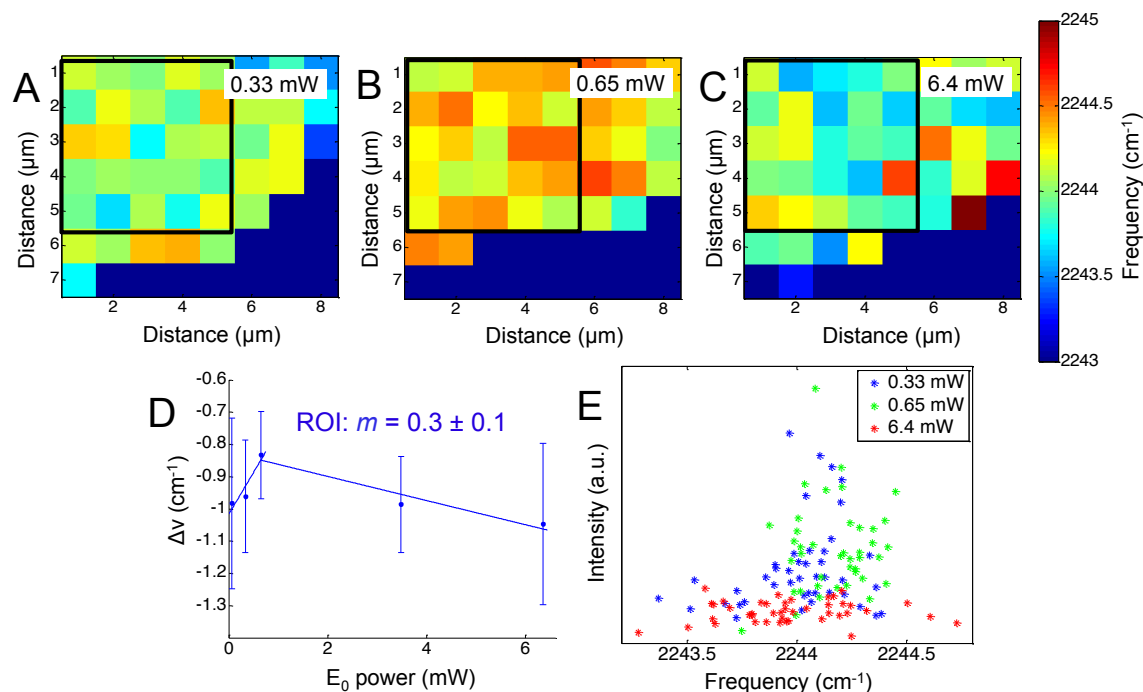 A
0.33 mW
Distance (µm)
1
2
3
4
5
6
7
2 4 6 8
Distance (µm)
B
0.65 mW
Distance (µm)
1
2
3
4
5
6
7
2 4 6 8
Distance (µm)
C
6.4 mW
Distance (µm)
1
2
3
4
5
6
7
2 4 6 8
Distance (µm)
2245
2244.5
2244
2243.5
2243
Frequency (cm⁻¹)
D
ROI: m = 0.3 ± 0.1
-0.6
-0.7
-0.8
-0.9
-1
-1.1
-1.2
-1.3
Δν (cm⁻¹)
0 2 4 6
E₀ power (mW)
E
0.33 mW
0.65 mW
6.4 mW
Intensity (a.u.)
2243.5 2244 2244.5
Frequency (cm⁻¹)